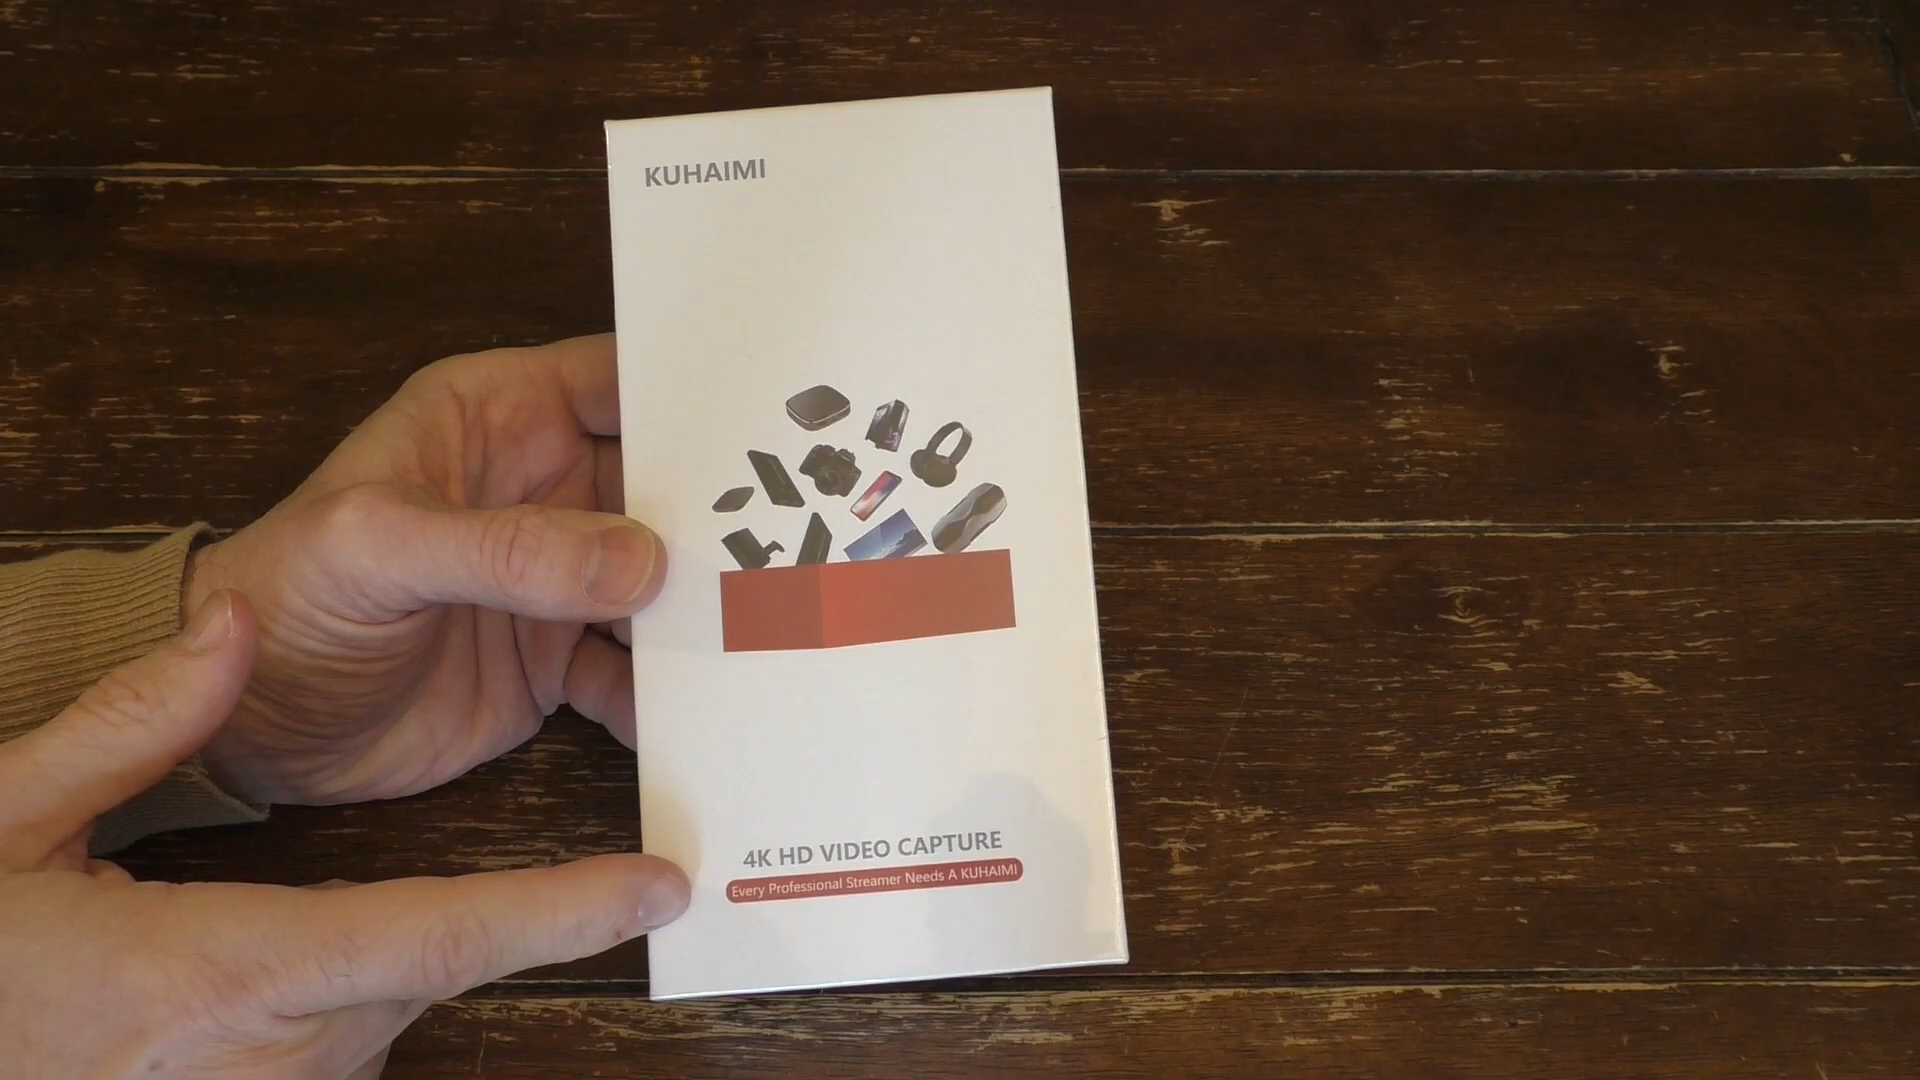 KUHAIMI
4K HD VIDEO CAPTURE
Every Professional Streamer Needs A KUHAIMI